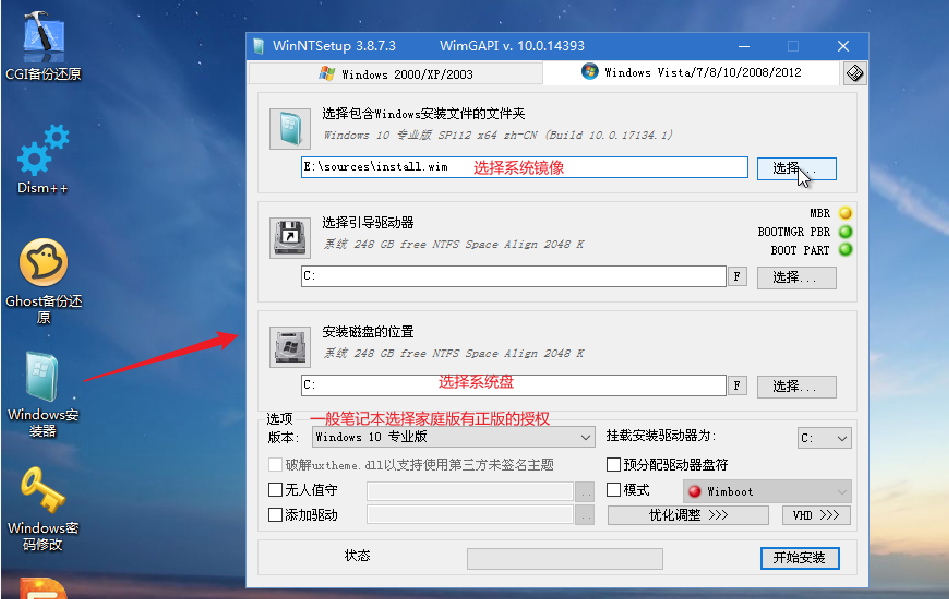 CGI备份还原
Dism++
Ghost备份还
原
Windows安
装器
Windows密
码修改
WinNTSetup 3.8.7.3 WimGAPI v. 10.0.14393
Windows 2000/XP/2003
Windows Vista/7/8/10/2008/2012
选择包含Windows安装文件的文件夹
Windows 10 专业版 SP112 x64 zh-CN (Build 10.0.17134.1)
E:\sources\install.wim 选择系统镜像 选择...
选择引导驱动器
系统 248 GB free NTFS Space Align 2048 K
MBR
BOOTMGR PBR
BOOT PART
C: F 选择...
安装磁盘的位置
系统 248 GB free NTFS Space Align 2048 K
C: 选择系统盘 F 选择...
选项 一般笔记本选择家庭版有正版的授权
版本: Windows 10 专业版 挂载安装驱动器为: C:
破解uxtheme.dll以支持使用第三方未签名主题 预分配驱动器盘符
无人值守 .. 模式 Wimboot
添加驱动 .. 优化调整 >>> VHD >>>
状态 开始安装